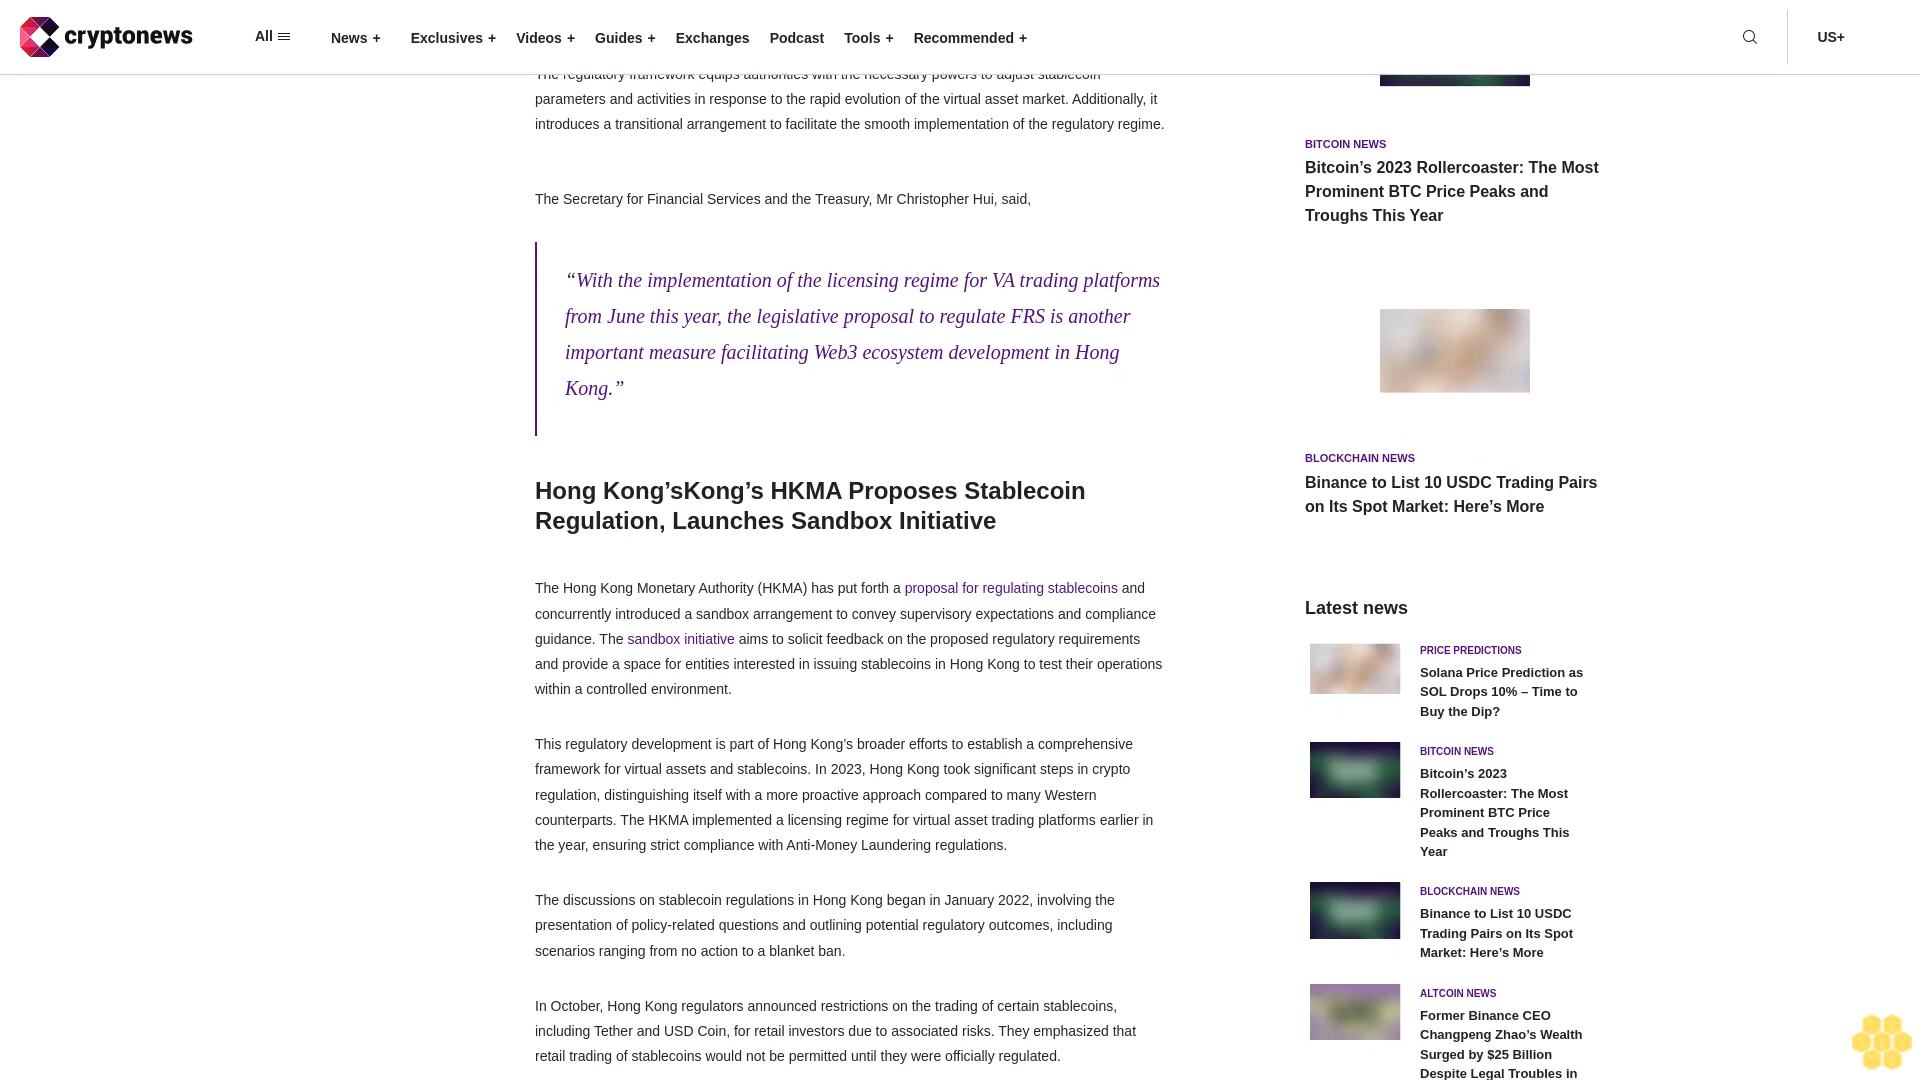 cryptonews
All
News +
Exclusives +
Videos +
Guides +
Exchanges
Podcast
Tools +
Recommended +
US+
The regulatory framework equips authorities with the necessary powers to adjust stablecoin
parameters and activities in response to the rapid evolution of the virtual asset market. Additionally, it
introduces a transitional arrangement to facilitate the smooth implementation of the regulatory regime.
The Secretary for Financial Services and the Treasury, Mr Christopher Hui, said,
“With the implementation of the licensing regime for VA trading platforms
from June this year, the legislative proposal to regulate FRS is another
important measure facilitating Web3 ecosystem development in Hong
Kong.”
Hong Kong’sKong’s HKMA Proposes Stablecoin
Regulation, Launches Sandbox Initiative
The Hong Kong Monetary Authority (HKMA) has put forth a proposal for regulating stablecoins and
concurrently introduced a sandbox arrangement to convey supervisory expectations and compliance
guidance. The sandbox initiative aims to solicit feedback on the proposed regulatory requirements
and provide a space for entities interested in issuing stablecoins in Hong Kong to test their operations
within a controlled environment.
This regulatory development is part of Hong Kong’s broader efforts to establish a comprehensive
framework for virtual assets and stablecoins. In 2023, Hong Kong took significant steps in crypto
regulation, distinguishing itself with a more proactive approach compared to many Western
counterparts. The HKMA implemented a licensing regime for virtual asset trading platforms earlier in
the year, ensuring strict compliance with Anti-Money Laundering regulations.
The discussions on stablecoin regulations in Hong Kong began in January 2022, involving the
presentation of policy-related questions and outlining potential regulatory outcomes, including
scenarios ranging from no action to a blanket ban.
In October, Hong Kong regulators announced restrictions on the trading of certain stablecoins,
including Tether and USD Coin, for retail investors due to associated risks. They emphasized that
retail trading of stablecoins would not be permitted until they were officially regulated.
BITCOIN NEWS
Bitcoin’s 2023 Rollercoaster: The Most
Prominent BTC Price Peaks and
Troughs This Year
BLOCKCHAIN NEWS
Binance to List 10 USDC Trading Pairs
on Its Spot Market: Here’s More
Latest news
PRICE PREDICTIONS
Solana Price Prediction as
SOL Drops 10% – Time to
Buy the Dip?
BITCOIN NEWS
Bitcoin’s 2023
Rollercoaster: The Most
Prominent BTC Price
Peaks and Troughs This
Year
BLOCKCHAIN NEWS
Binance to List 10 USDC
Trading Pairs on Its Spot
Market: Here’s More
ALTCOIN NEWS
Former Binance CEO
Changpeng Zhao’s Wealth
Surged by $25 Billion
Despite Legal Troubles in